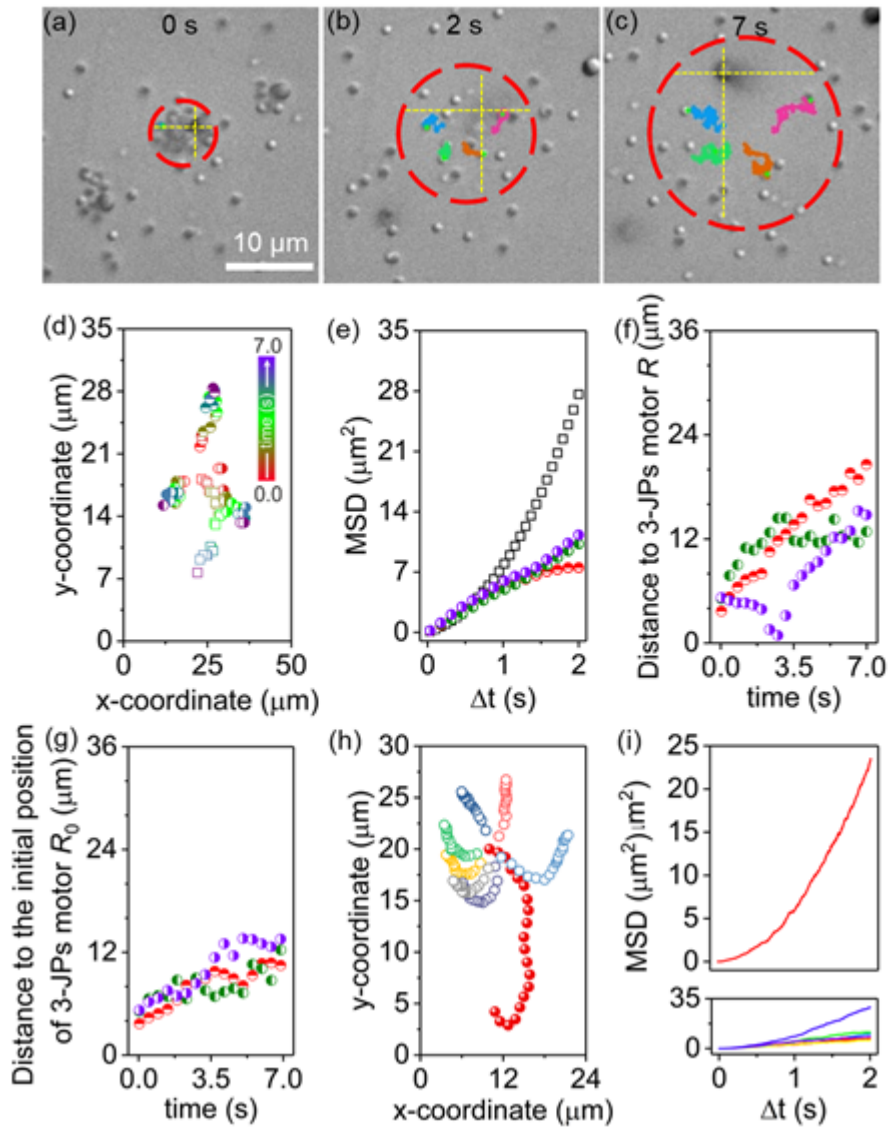 (a) 0 s
(b) 2 s
(c) 7 s
10 μm
(d)
35
28
21
14
7
0
y-coordinate (μm)
0 25 50
x-coordinate (μm)
7.0
time (s)
0.0
(e)
28
21
14
7
0
MSD (μm²)
0 1 2
Δt (s)
(f)
36
24
12
0
Distance to 3-JPs motor R (μm)
0.0 3.5 7.0
time (s)
(g)
36
24
12
0
Distance to the initial position
of 3-JPs motor R₀ (μm)
0.0 3.5 7.0
time (s)
(h)
30
25
20
15
10
5
0
y-coordinate (μm)
0 12 24
x-coordinate (μm)
(i)
25
20
15
10
5
0
MSD (μm²)
35
0
0 1 2
Δt (s)